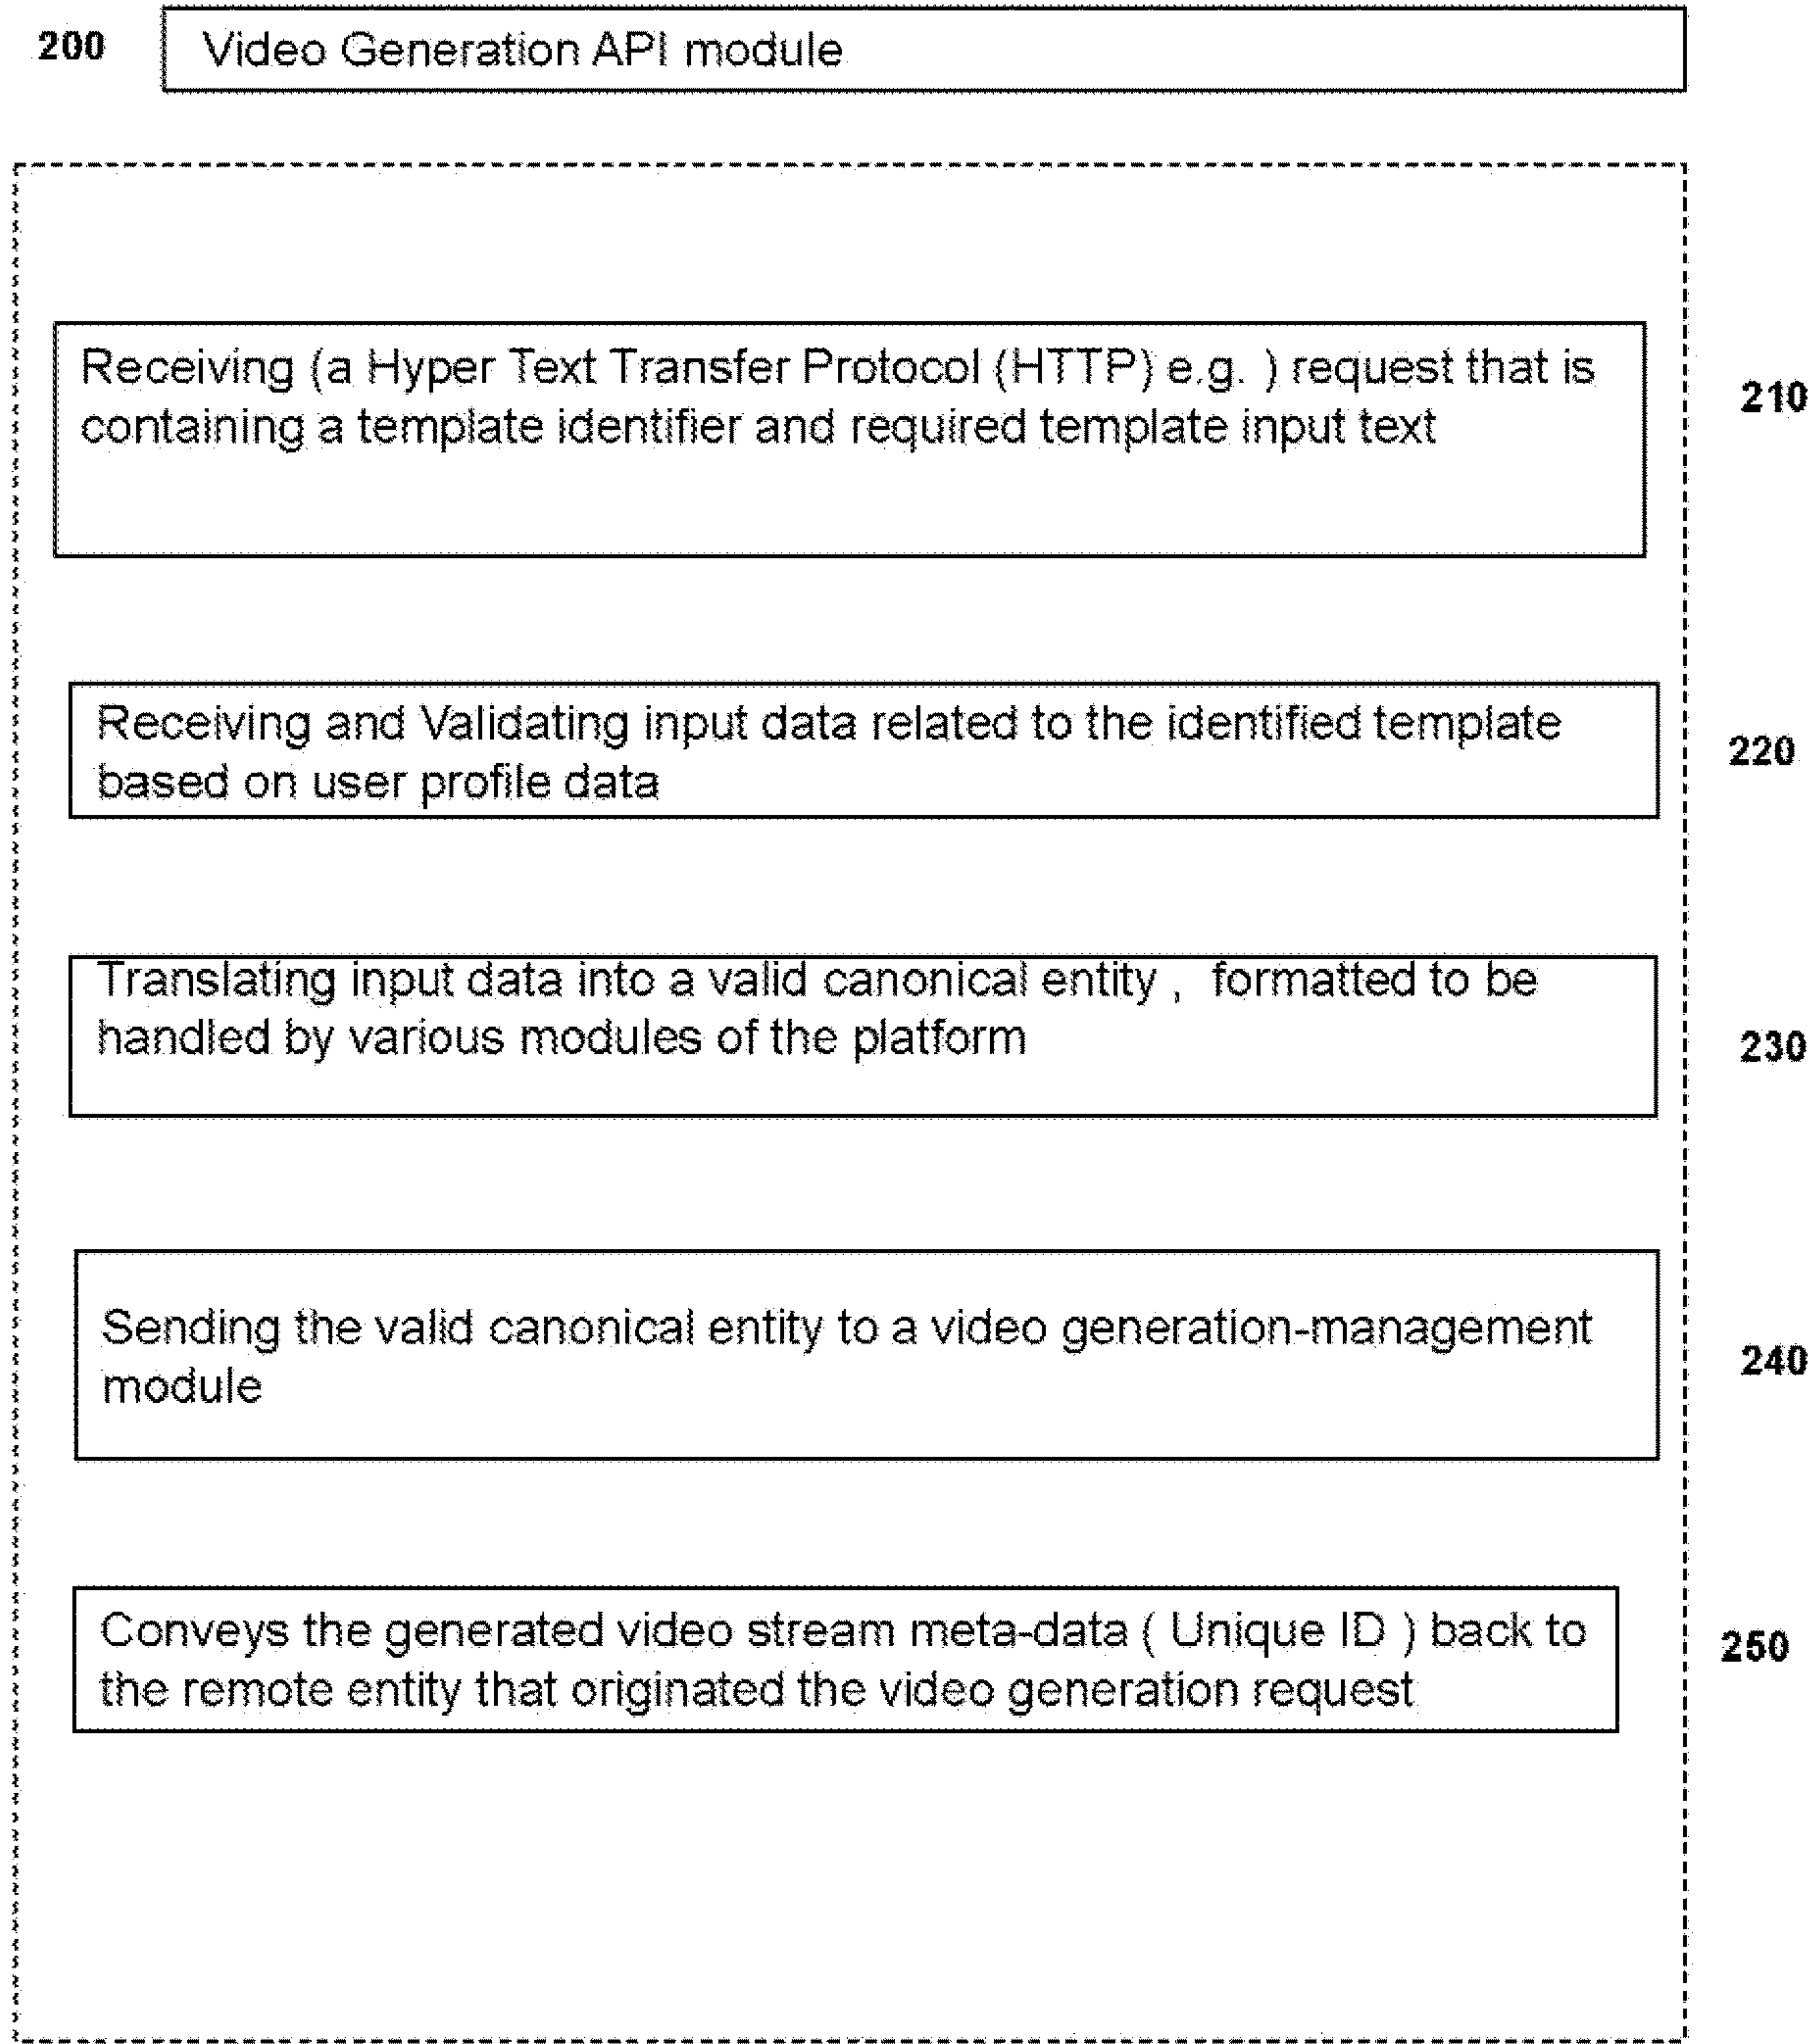 200 Video Generation API module
Receiving (a Hyper Text Transfer Protocol (HTTP) e.g. ) request that is
containing a template identifier and required template input text
210
Receiving and Validating input data related to the identified template
based on user profile data
220
Translating input data into a valid canonical entity , formatted to be
handled by various modules of the platform
230
Sending the valid canonical entity to a video generation-management
module
240
Conveys the generated video stream meta-data ( Unique ID ) back to
the remote entity that originated the video generation request
250